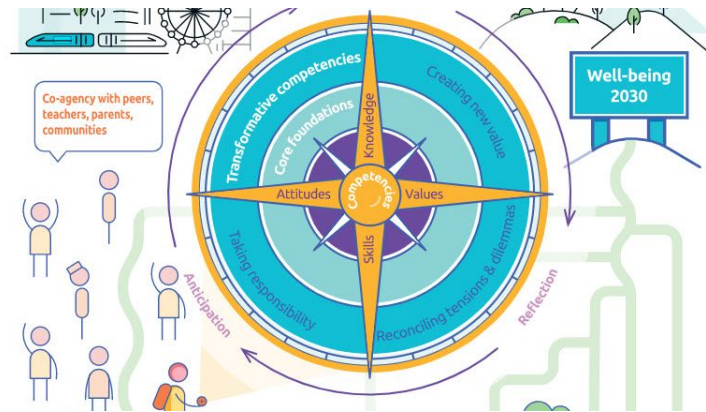 Co-agency with peers,
teachers, parents,
communities
Transformative competencies
Core foundations
Creating new value
Knowledge
Attitudes
Competencies
Values
Skills
Taking responsibility
Reconciling tensions & dilemmas
Anticipation
Reflection
Well-being
2030